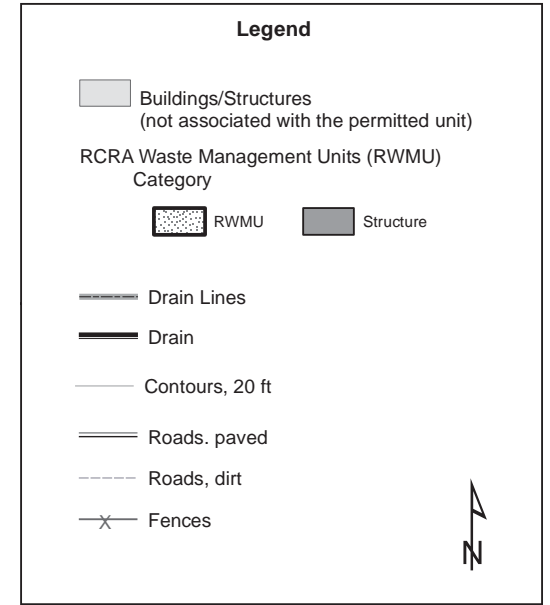 Legend
Buildings/Structures
(not associated with the permitted unit)
RCRA Waste Management Units (RWMU)
Category
RWMU Structure
Drain Lines
Drain
Contours, 20 ft
Roads. paved
Roads, dirt
X Fences
N